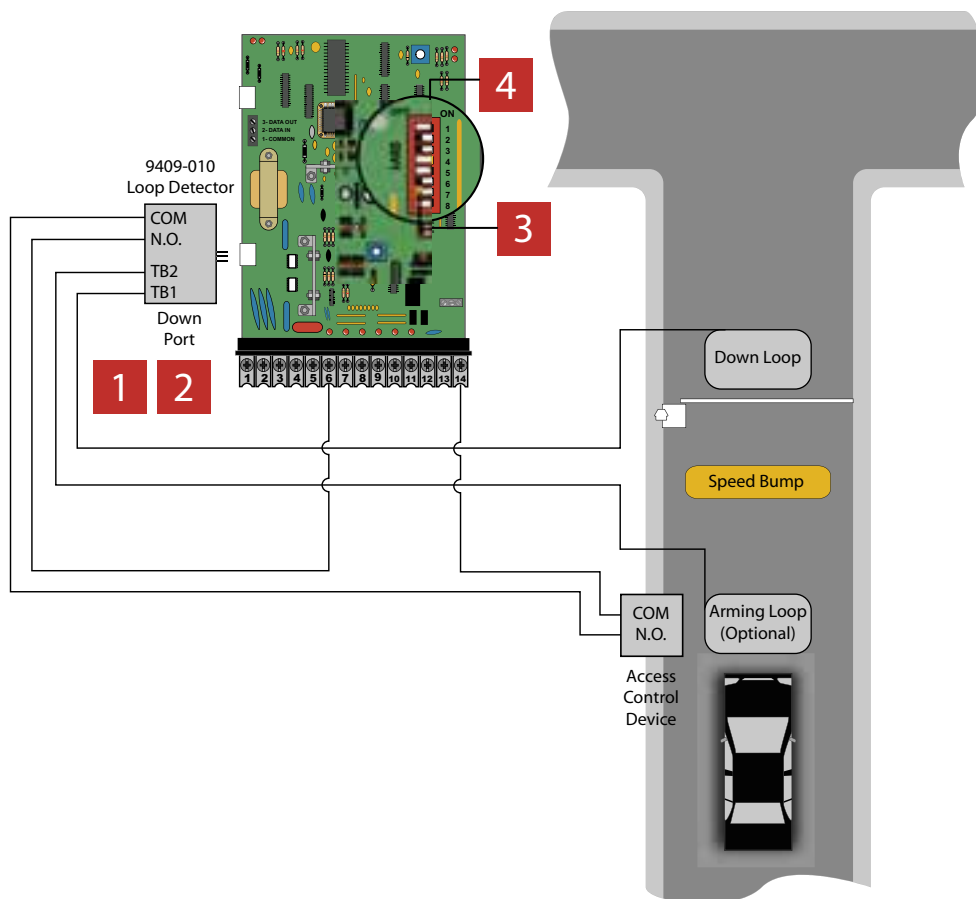 4
ON
1
2
3
4
5
6
7
8
3- DATA OUT
2- DATA IN
1- COMMON
9409-010
Loop Detector
COM
N.O.
TB2
TB1
Down
Port
3
1 2
1 2 3 4 5 6 7 8 9 10 11 12 13 14
Down Loop
Speed Bump
COM
N.O.
Access
Control
Device
Arming Loop
(Optional)